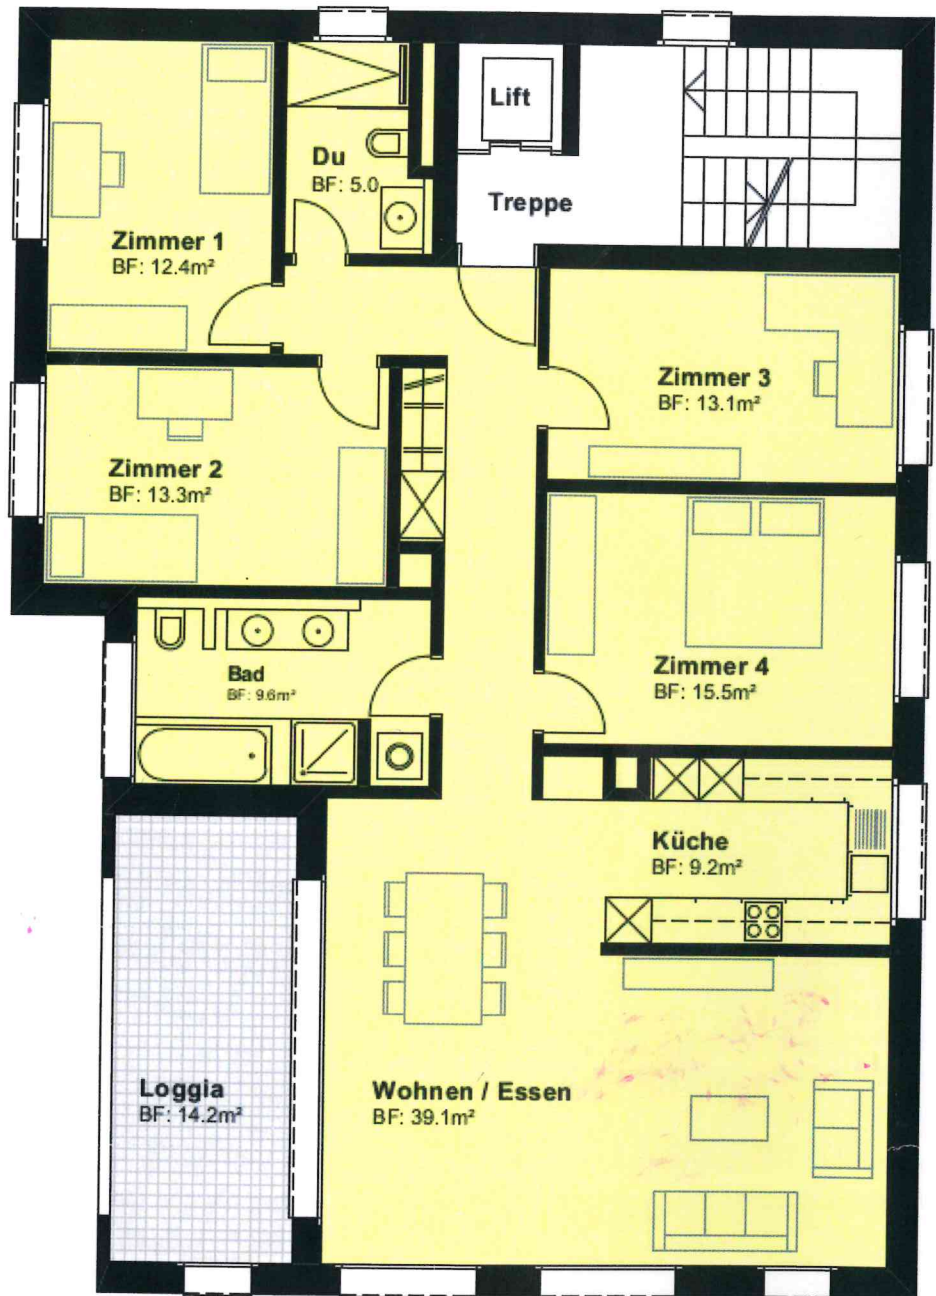 Lift
Du
BF: 5.0
Treppe
Zimmer 1
BF: 12.4m²
Zimmer 3
BF: 13.1m²
Zimmer 2
BF: 13.3m²
Bad
BF: 9.6m²
Zimmer 4
BF: 15.5m²
Küche
BF: 9.2m²
Loggia
BF: 14.2m²
Wohnen / Essen
BF: 39.1m²